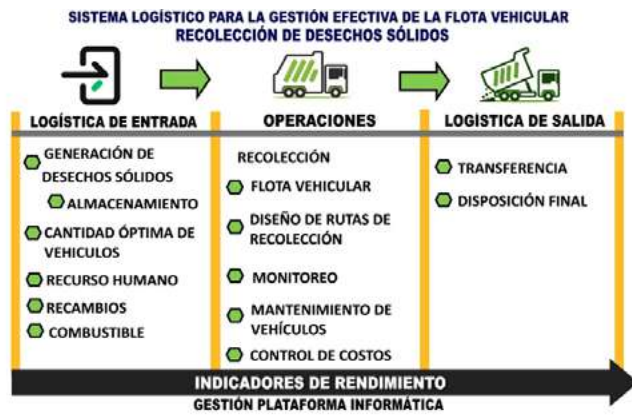 SISTEMA LOGÍSTICO PARA LA GESTIÓN EFECTIVA DE LA FLOTA VEHICULAR
RECOLECCIÓN DE DESECHOS SÓLIDOS
LOGÍSTICA DE ENTRADA
GENERACIÓN DE
DESECHOS SÓLIDOS
ALMACENAMIENTO
CANTIDAD ÓPTIMA DE
VEHICULOS
RECURSO HUMANO
RECAMBIOS
COMBUSTIBLE
OPERACIONES
RECOLECCIÓN
FLOTA VEHICULAR
DISEÑO DE RUTAS DE
RECOLECCIÓN
MONITOREO
MANTENIMIENTO DE
VEHÍCULOS
CONTROL DE COSTOS
LOGÍSTICA DE SALIDA
TRANSFERENCIA
DISPOSICIÓN FINAL
INDICADORES DE RENDIMIENTO
GESTIÓN PLATAFORMA INFORMÁTICA